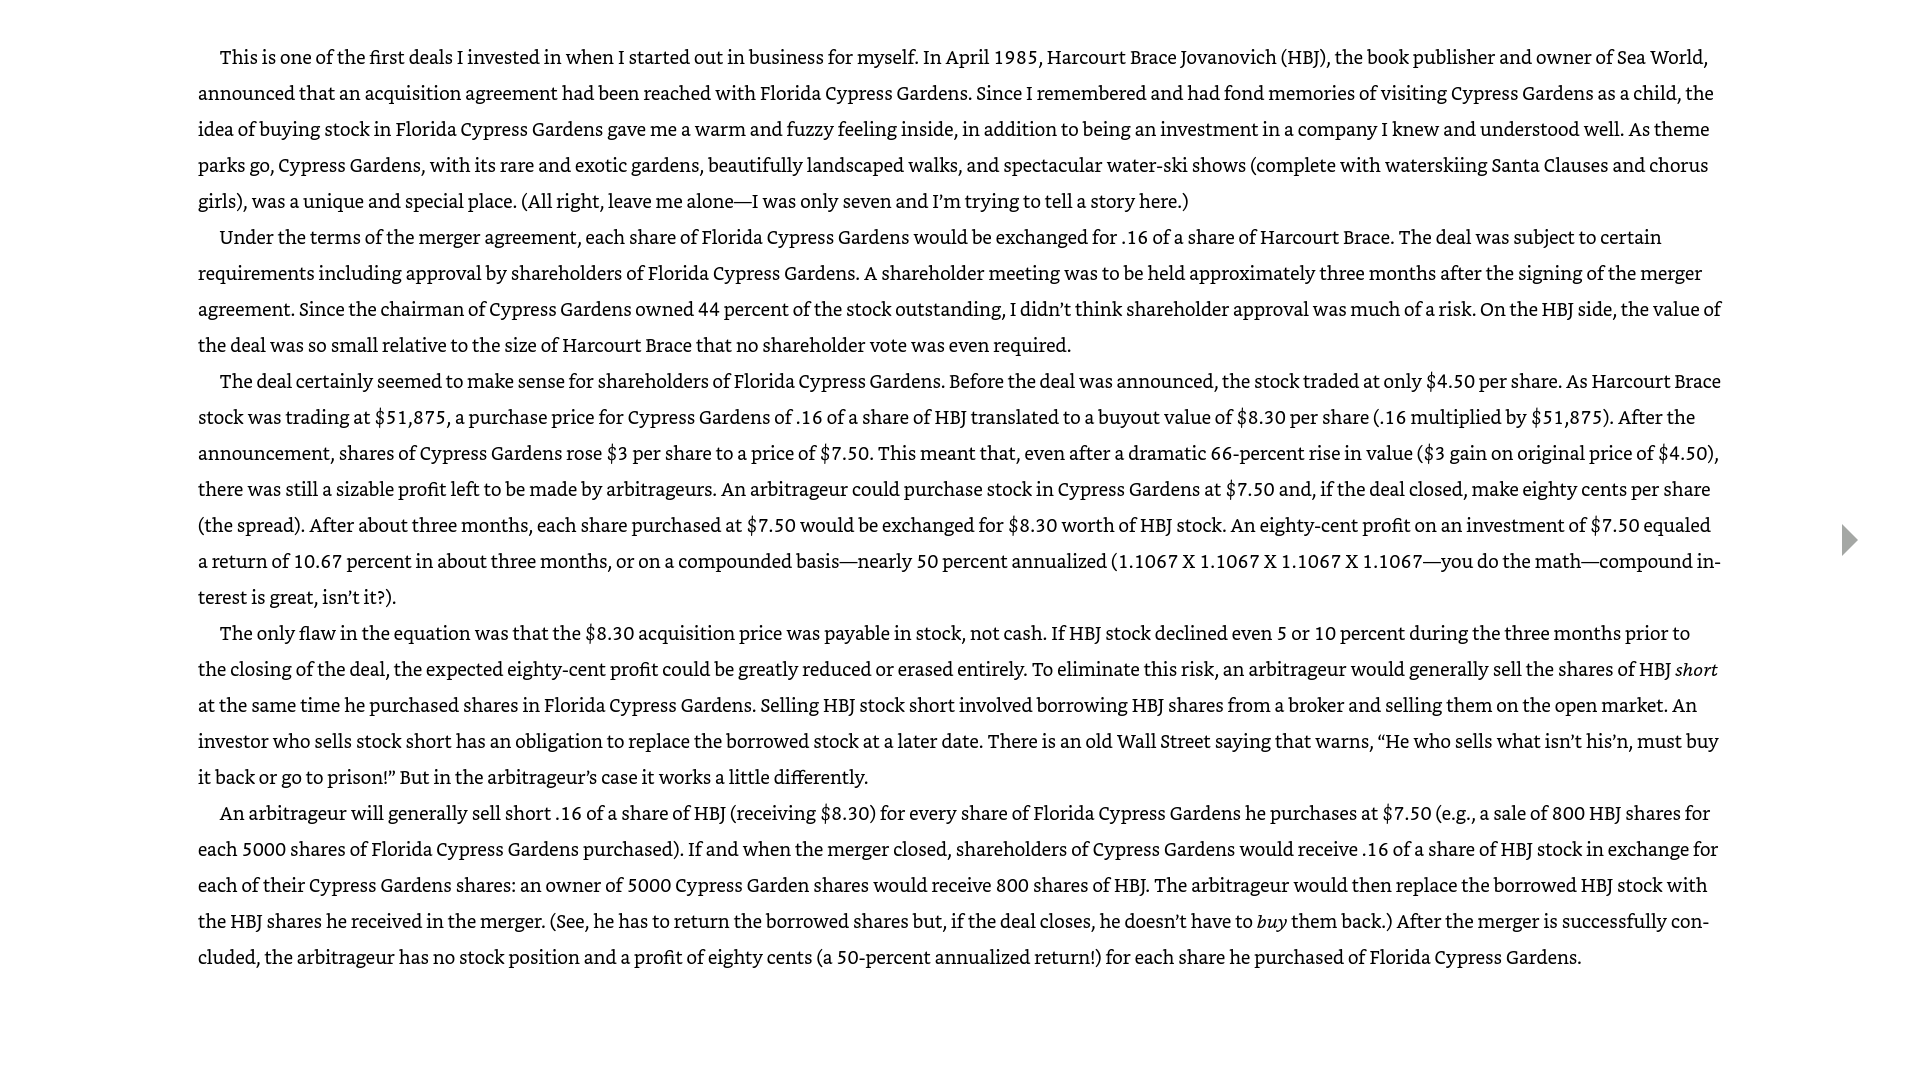 This is one of the first deals I invested in when I started out in business for myself. In April 1985, Harcourt Brace Jovanovich (HBJ), the book publisher and owner of Sea World,
announced that an acquisition agreement had been reached with Florida Cypress Gardens. Since I remembered and had fond memories of visiting Cypress Gardens as a child, the
idea of buying stock in Florida Cypress Gardens gave me a warm and fuzzy feeling inside, in addition to being an investment in a company I knew and understood well. As theme
parks go, Cypress Gardens, with its rare and exotic gardens, beautifully landscaped walks, and spectacular water-ski shows (complete with waterskiing Santa Clauses and chorus
girls), was a unique and special place. (All right, leave me alone—I was only seven and I’m trying to tell a story here.)
Under the terms of the merger agreement, each share of Florida Cypress Gardens would be exchanged for .16 of a share of Harcourt Brace. The deal was subject to certain
requirements including approval by shareholders of Florida Cypress Gardens. A shareholder meeting was to be held approximately three months after the signing of the merger
agreement. Since the chairman of Cypress Gardens owned 44 percent of the stock outstanding, I didn’t think shareholder approval was much of a risk. On the HBJ side, the value of
the deal was so small relative to the size of Harcourt Brace that no shareholder vote was even required.
The deal certainly seemed to make sense for shareholders of Florida Cypress Gardens. Before the deal was announced, the stock traded at only $4.50 per share. As Harcourt Brace
stock was trading at $51,875, a purchase price for Cypress Gardens of .16 of a share of HBJ translated to a buyout value of $8.30 per share (.16 multiplied by $51,875). After the
announcement, shares of Cypress Gardens rose $3 per share to a price of $7.50. This meant that, even after a dramatic 66-percent rise in value ($3 gain on original price of $4.50),
there was still a sizable profit left to be made by arbitrageurs. An arbitrageur could purchase stock in Cypress Gardens at $7.50 and, if the deal closed, make eighty cents per share
(the spread). After about three months, each share purchased at $7.50 would be exchanged for $8.30 worth of HBJ stock. An eighty-cent profit on an investment of $7.50 equaled
a return of 10.67 percent in about three months, or on a compounded basis—nearly 50 percent annualized (1.1067 X 1.1067 X 1.1067 X 1.1067—you do the math—compound in-
terest is great, isn’t it?).
The only flaw in the equation was that the $8.30 acquisition price was payable in stock, not cash. If HBJ stock declined even 5 or 10 percent during the three months prior to
the closing of the deal, the expected eighty-cent profit could be greatly reduced or erased entirely. To eliminate this risk, an arbitrageur would generally sell the shares of HBJ short
at the same time he purchased shares in Florida Cypress Gardens. Selling HBJ stock short involved borrowing HBJ shares from a broker and selling them on the open market. An
investor who sells stock short has an obligation to replace the borrowed stock at a later date. There is an old Wall Street saying that warns, “He who sells what isn’t his’n, must buy
it back or go to prison!” But in the arbitrageur’s case it works a little differently.
An arbitrageur will generally sell short .16 of a share of HBJ (receiving $8.30) for every share of Florida Cypress Gardens he purchases at $7.50 (e.g., a sale of 800 HBJ shares for
each 5000 shares of Florida Cypress Gardens purchased). If and when the merger closed, shareholders of Cypress Gardens would receive .16 of a share of HBJ stock in exchange for
each of their Cypress Gardens shares: an owner of 5000 Cypress Garden shares would receive 800 shares of HBJ. The arbitrageur would then replace the borrowed HBJ stock with
the HBJ shares he received in the merger. (See, he has to return the borrowed shares but, if the deal closes, he doesn’t have to buy them back.) After the merger is successfully con-
cluded, the arbitrageur has no stock position and a profit of eighty cents (a 50-percent annualized return!) for each share he purchased of Florida Cypress Gardens.